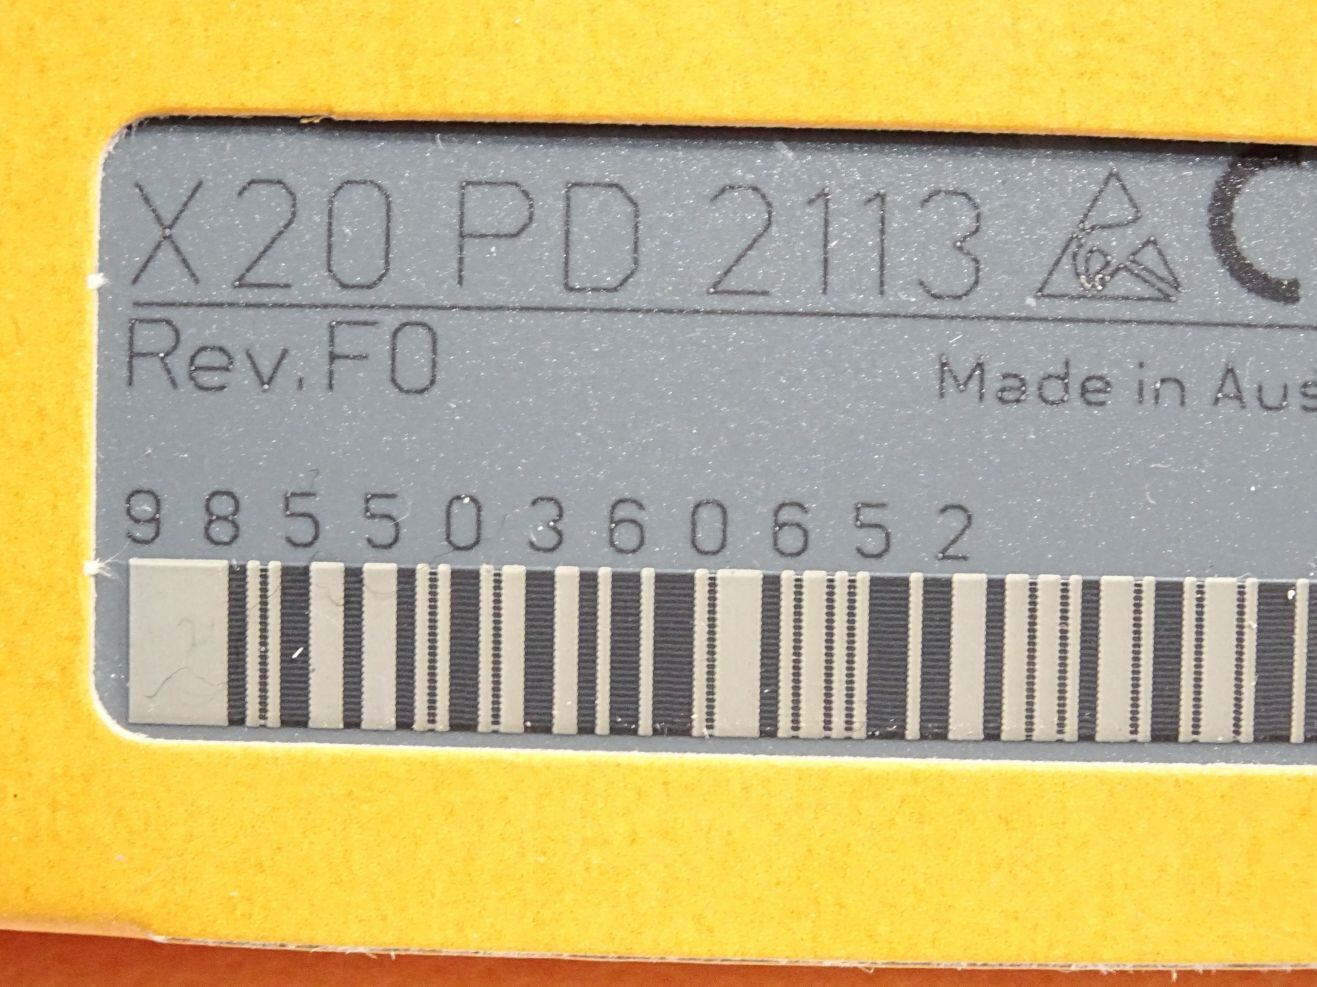 X20 PD 2113
Rev. F0
Made in Aus
98550360652